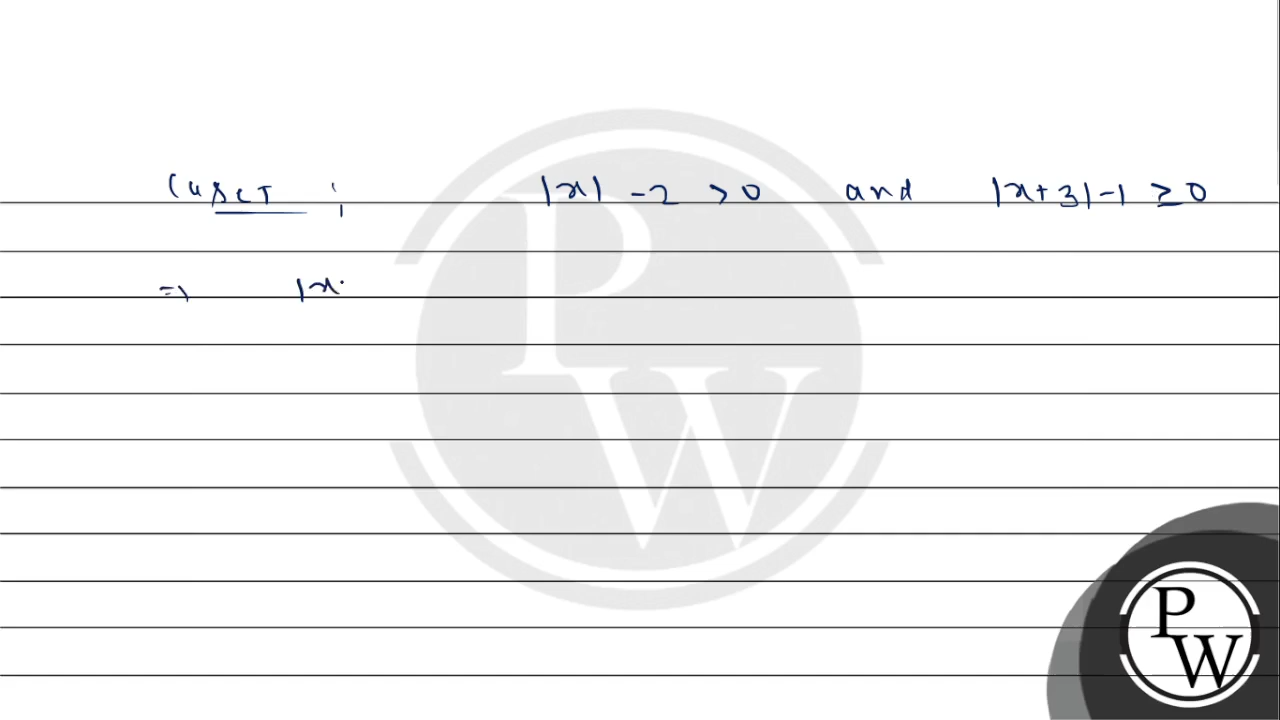 Case I ; |x| - 2 > 0 and |x+3| - 1 ≥ 0
⇒ |x
P
W
P
W